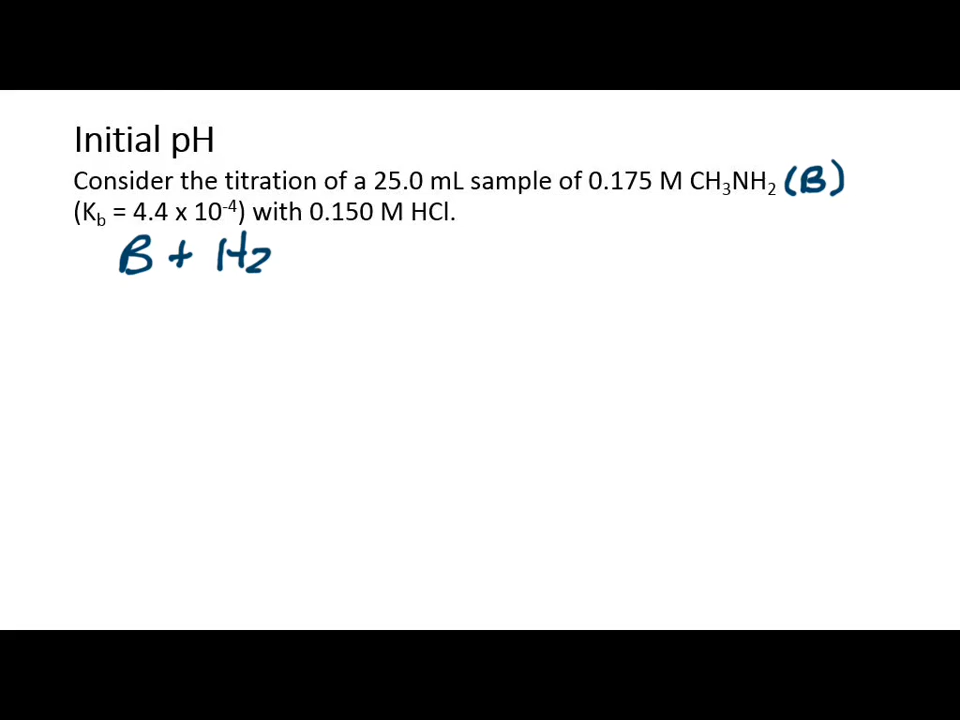 Initial pH
Consider the titration of a 25.0 mL sample of 0.175 M CH₃NH₂ (B)
(K_b = 4.4 x 10⁻⁴) with 0.150 M HCl.
B + H₂